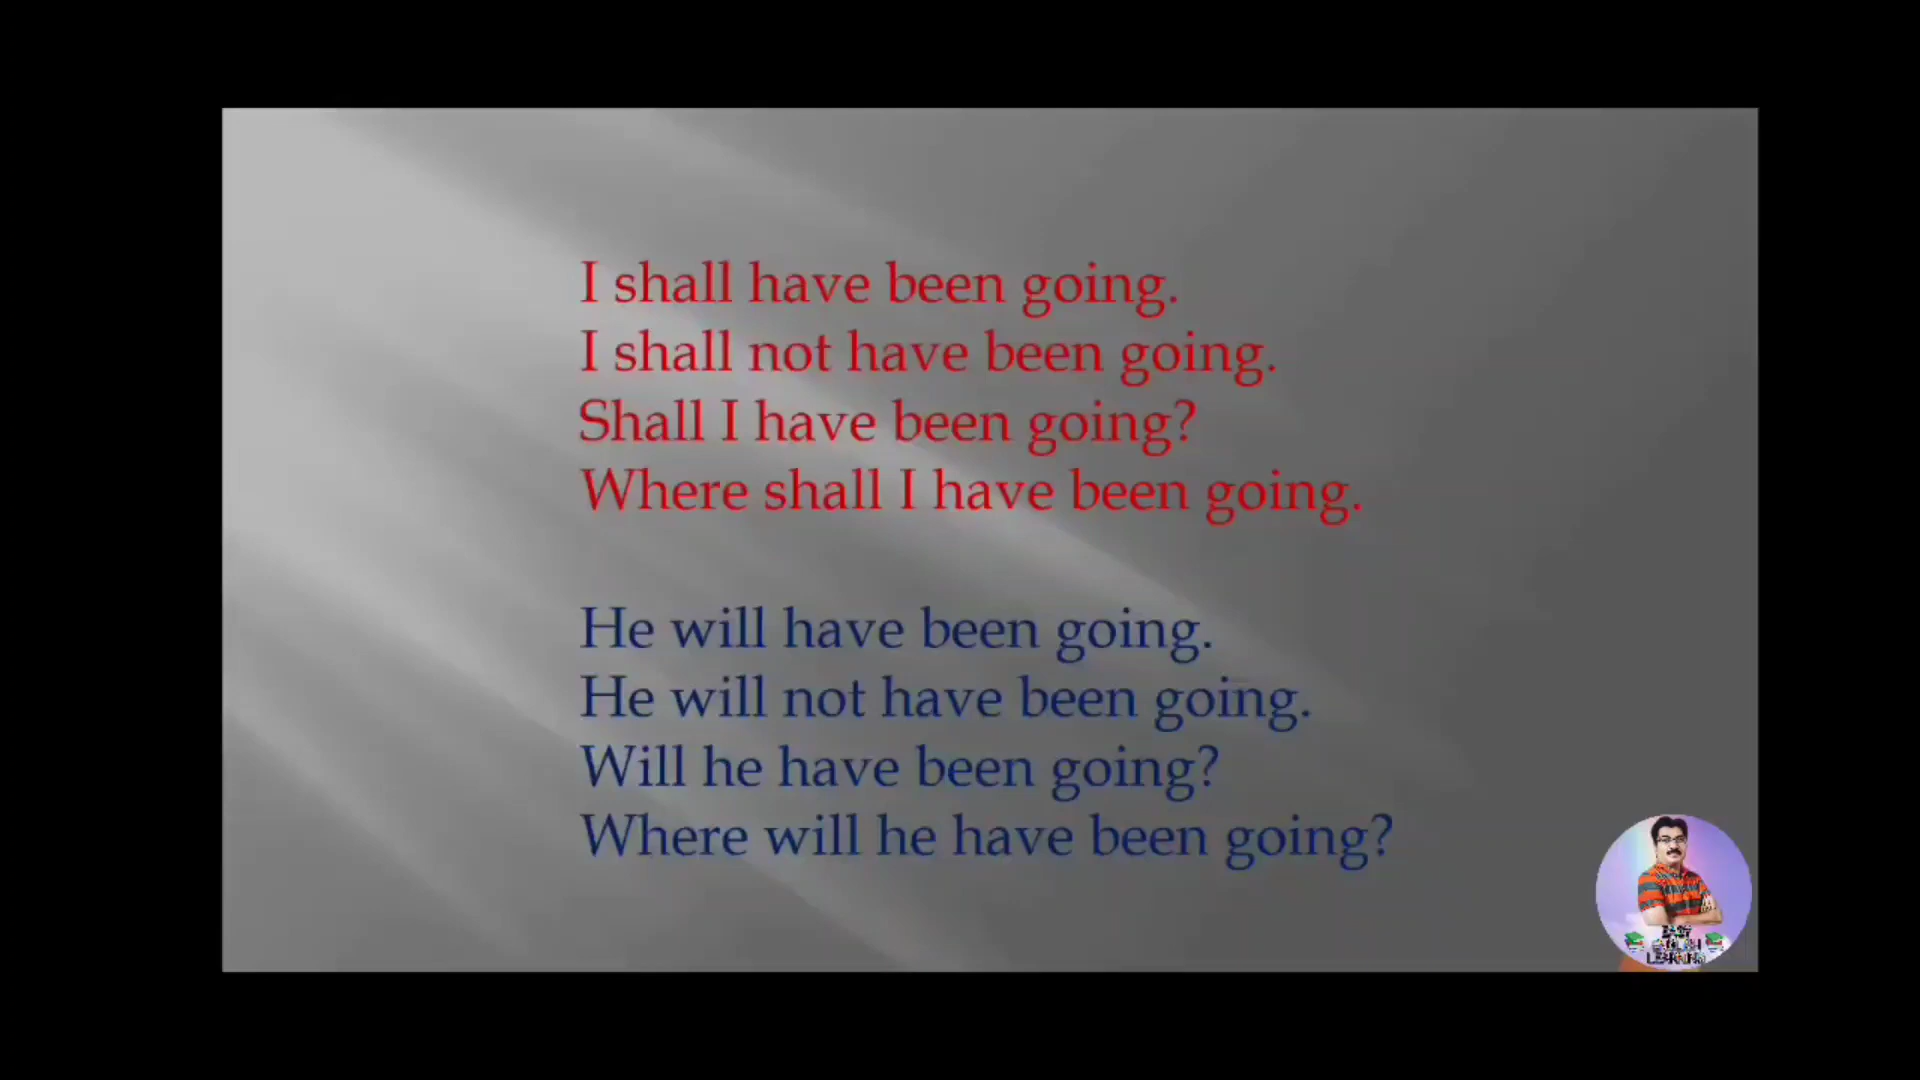 I shall have been going.
I shall not have been going.
Shall I have been going?
Where shall I have been going.
He will have been going.
He will not have been going.
Will he have been going?
Where will he have been going?
LEARNING